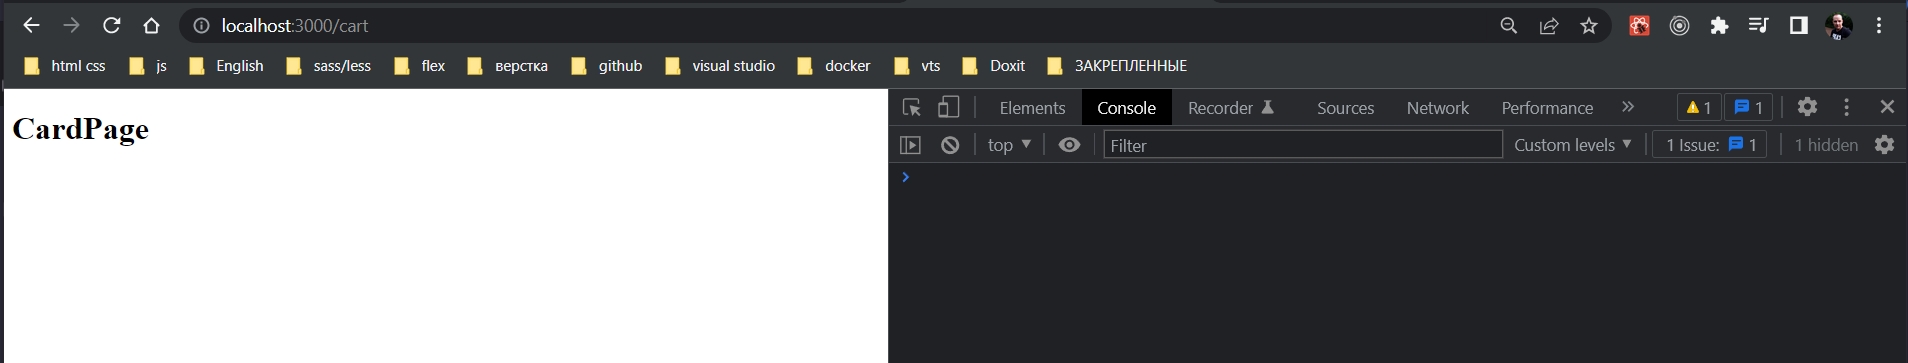 localhost:3000/cart
html css js English sass/less flex верстка github visual studio docker vts Doxit ЗАКРЕПЛЕННЫЕ
CardPage
Elements Console Recorder Sources Network Performance 1 1
top Filter Custom levels 1 Issue: 1 1 hidden